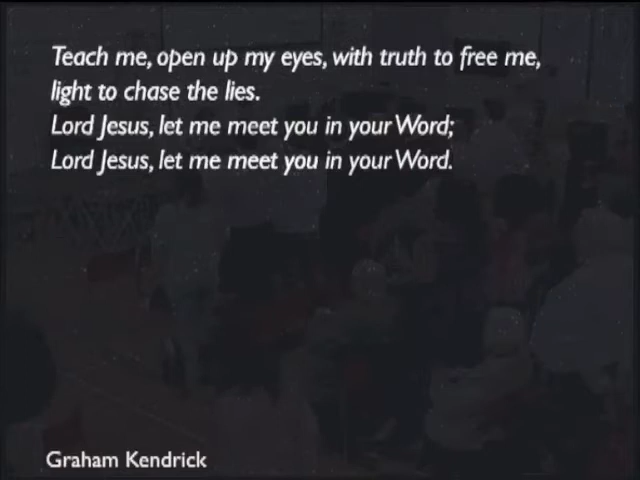 Teach me, open up my eyes, with truth to free me,
light to chase the lies.
Lord Jesus, let me meet you in your Word;
Lord Jesus, let me meet you in your Word.
Graham Kendrick